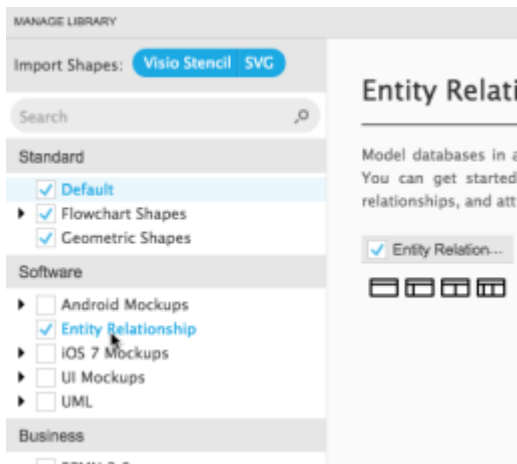 MANAGE LIBRARY
Import Shapes: Visio Stencil SVG
Search
Standard
Default
Flowchart Shapes
Geometric Shapes
Software
Android Mockups
Entity Relationship
iOS 7 Mockups
UI Mockups
UML
Business
Entity Relati
Model databases in a
You can get started
relationships, and att
Entity Relation...